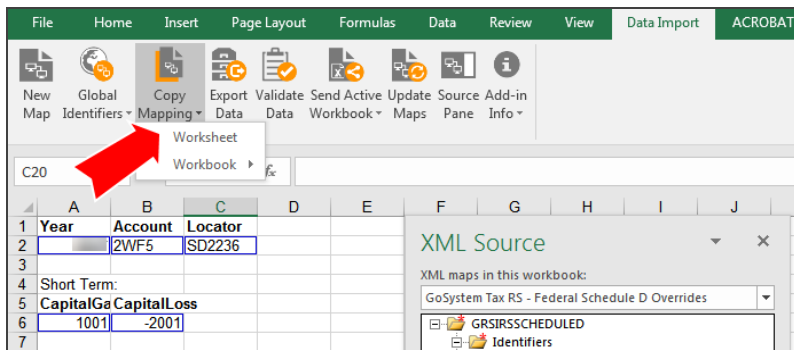 File Home Insert Page Layout Formulas Data Review View Data Import ACROBAT
New Map
Global Identifiers
Copy Mapping
Export Data
Validate Data
Send Active Workbook
Update Maps
Source Pane
Add-in Info
Worksheet
Workbook
C20 fx
A B C D E F G H I J
1 Year Account Locator
2 2WF5 SD2236
3
4 Short Term:
5 CapitalGa CapitalLoss
6 1001 -2001
7
XML Source
XML maps in this workbook:
GoSystem Tax RS - Federal Schedule D Overrides
GRSIRSSCHEDULED
Identifiers